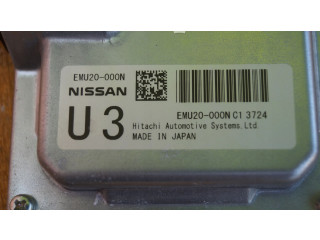 EMU20-000N
NISSAN
U3
EMU20-000N C1 3724
Hitachi Automotive Systems, Ltd.
MADE IN JAPAN